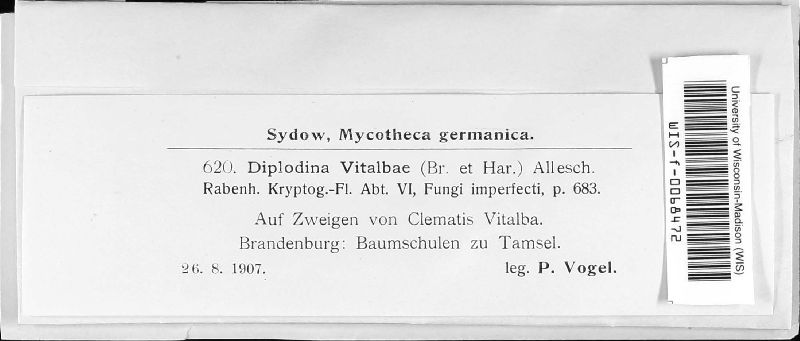 Sydow, Mycotheca germanica.
620. Diplodina Vitalbae (Br. et Har.) Allesch.
Rabenh. Kryptog.-Fl. Abt. VI, Fungi imperfecti, p. 683.
Auf Zweigen von Clematis Vitalba.
Brandenburg: Baumschulen zu Tamsel.
26. 8. 1907. leg. P. Vogel.
University of Wisconsin-Madison (WIS)
WIS-f-0068472